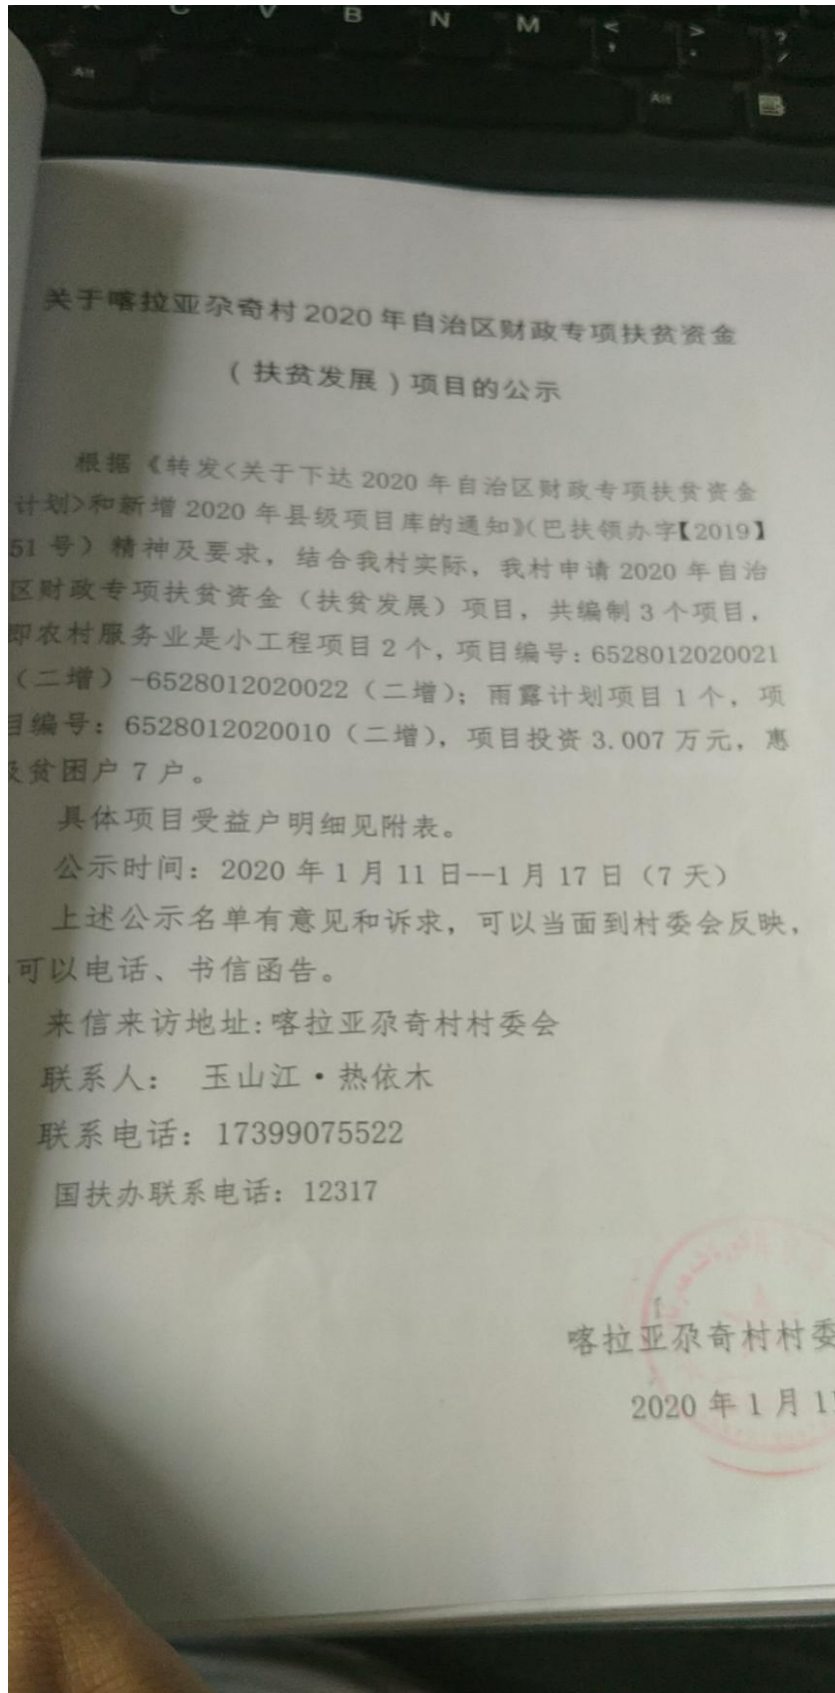 C V B N M < , > . ? /
Alt Alt
关于喀拉亚尕奇村2020年自治区财政专项扶贫资金
（扶贫发展）项目的公示
根据《转发<关于下达2020年自治区财政专项扶贫资金
计划>和新增2020年县级项目库的通知》（巴扶领办字【2019】
51号）精神及要求，结合我村实际，我村申请2020年自治
区财政专项扶贫资金（扶贫发展）项目，共编制3个项目，
即农村服务业是小工程项目2个，项目编号：6528012020021
（二增）-6528012020022（二增）；雨露计划项目1个，项
目编号：6528012020010（二增），项目投资3.007万元，惠
及贫困户7户。
具体项目受益户明细见附表。
公示时间：2020年1月11日--1月17日（7天）
上述公示名单有意见和诉求，可以当面到村委会反映，
可以电话、书信函告。
来信来访地址:喀拉亚尕奇村村委会
联系人： 玉山江·热依木
联系电话：17399075522
国扶办联系电话：12317
喀拉亚尕奇村村委
2020年1月11